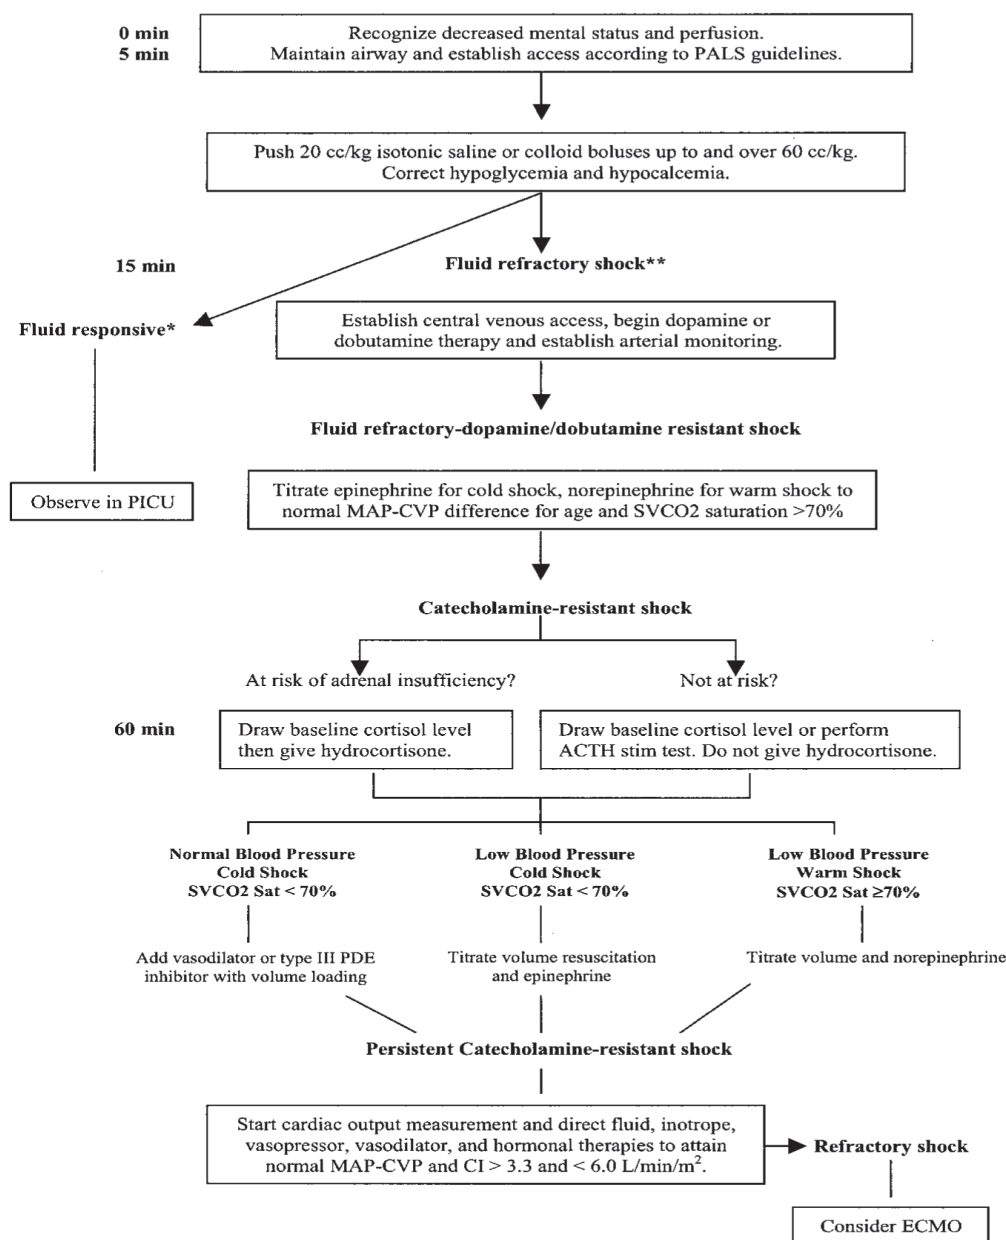 0 min
5 min
Recognize decreased mental status and perfusion.
Maintain airway and establish access according to PALS guidelines.
Push 20 cc/kg isotonic saline or colloid boluses up to and over 60 cc/kg.
Correct hypoglycemia and hypocalcemia.
15 min
Fluid refractory shock**
Fluid responsive*
Establish central venous access, begin dopamine or
dobutamine therapy and establish arterial monitoring.
Fluid refractory-dopamine/dobutamine resistant shock
Observe in PICU
Titrate epinephrine for cold shock, norepinephrine for warm shock to
normal MAP-CVP difference for age and SVCO2 saturation >70%
Catecholamine-resistant shock
At risk of adrenal insufficiency?
Not at risk?
60 min
Draw baseline cortisol level
then give hydrocortisone.
Draw baseline cortisol level or perform
ACTH stim test. Do not give hydrocortisone.
Normal Blood Pressure
Cold Shock
SVCO2 Sat < 70%
Low Blood Pressure
Cold Shock
SVCO2 Sat < 70%
Low Blood Pressure
Warm Shock
SVCO2 Sat ≥70%
Add vasodilator or type III PDE
inhibitor with volume loading
Titrate volume resuscitation
and epinephrine
Titrate volume and norepinephrine
Persistent Catecholamine-resistant shock
Start cardiac output measurement and direct fluid, inotrope,
vasopressor, vasodilator, and hormonal therapies to attain
normal MAP-CVP and CI > 3.3 and < 6.0 L/min/m².
Refractory shock
Consider ECMO